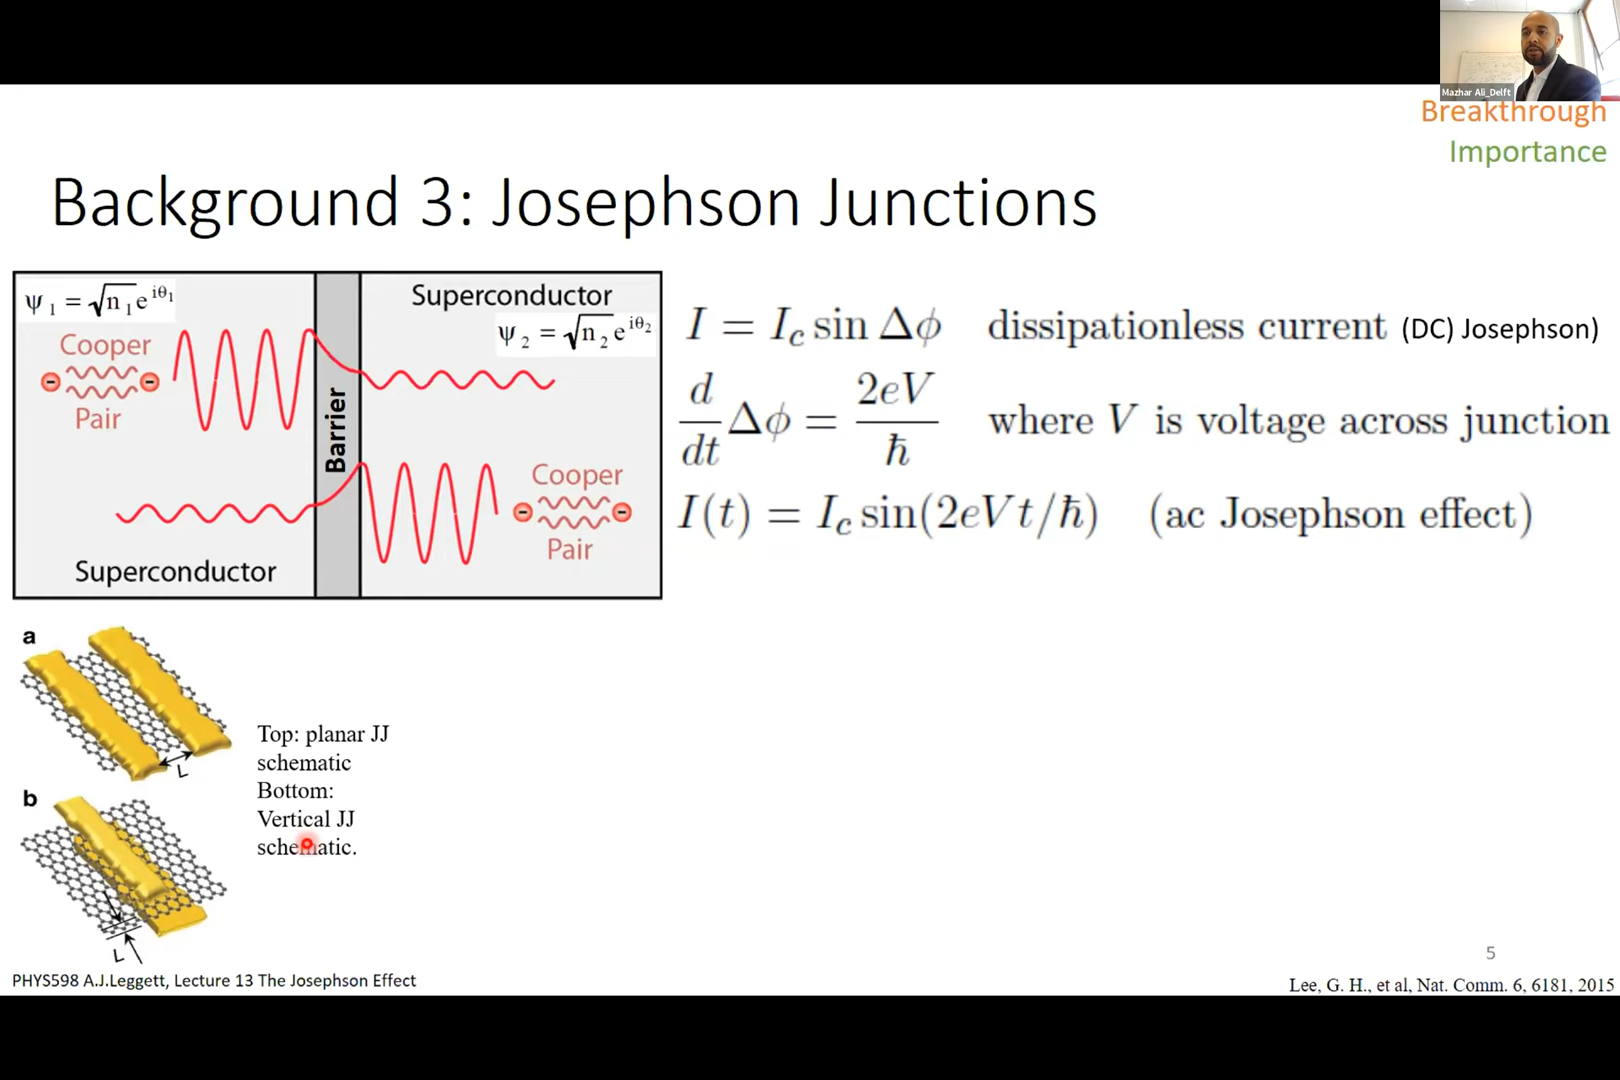 Mazhar Ali_Delft
Breakthrough
Importance
Background 3: Josephson Junctions
ψ₁ = √n₁ e^{iθ₁}
Cooper
Pair
Superconductor
Barrier
Superconductor
ψ₂ = √n₂ e^{iθ₂}
Cooper
Pair
I = I_c sin Δϕ dissipationless current (DC) Josephson)
d/dt Δϕ = 2eV/ħ where V is voltage across junction
I(t) = I_c sin(2eVt/ħ) (ac Josephson effect)
a
L
b
L
Top: planar JJ
schematic
Bottom:
Vertical JJ
schematic.
5
PHYS598 A.J.Leggett, Lecture 13 The Josephson Effect
Lee, G. H., et al, Nat. Comm. 6, 6181, 2015